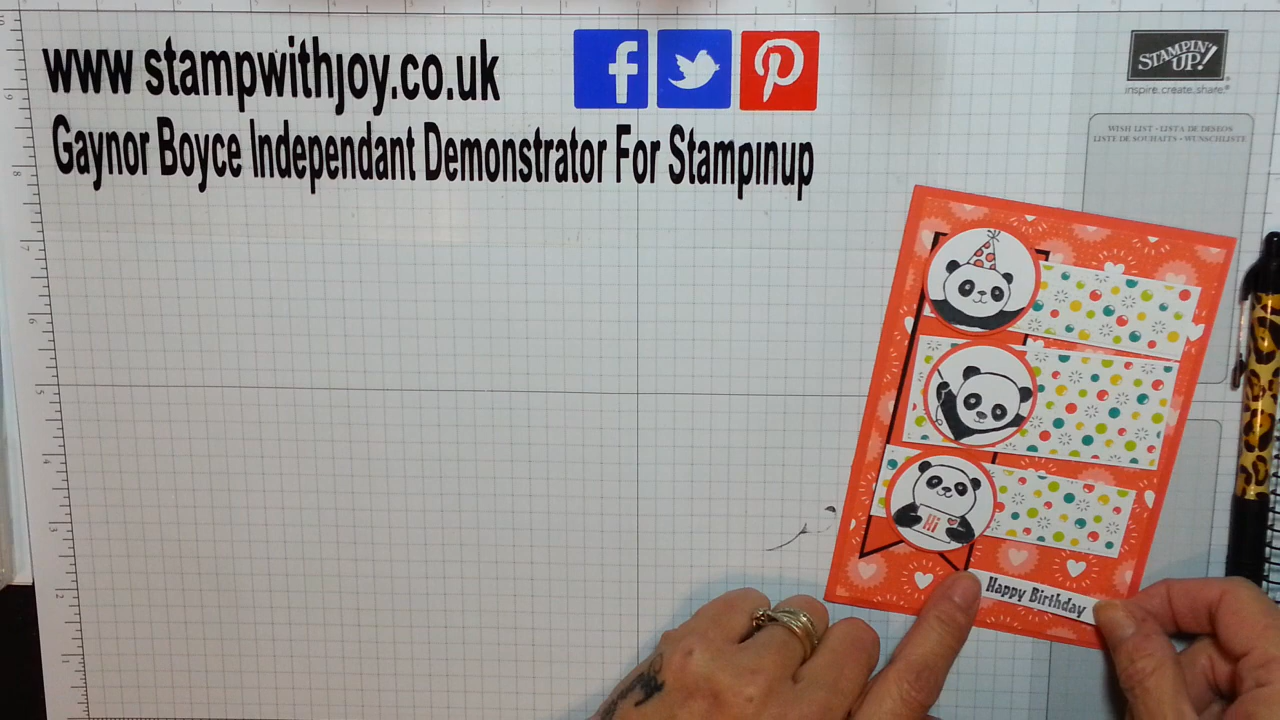 www stampwithjoy.co.uk
Gaynor Boyce Independant Demonstrator For Stampinup
STAMPIN' UP!
inspire.create.share.®
WISH LIST • LISTA DE DESEOS
LISTE DE SOUHAITS • WUNSCHLISTE
Hi
Happy Birthday